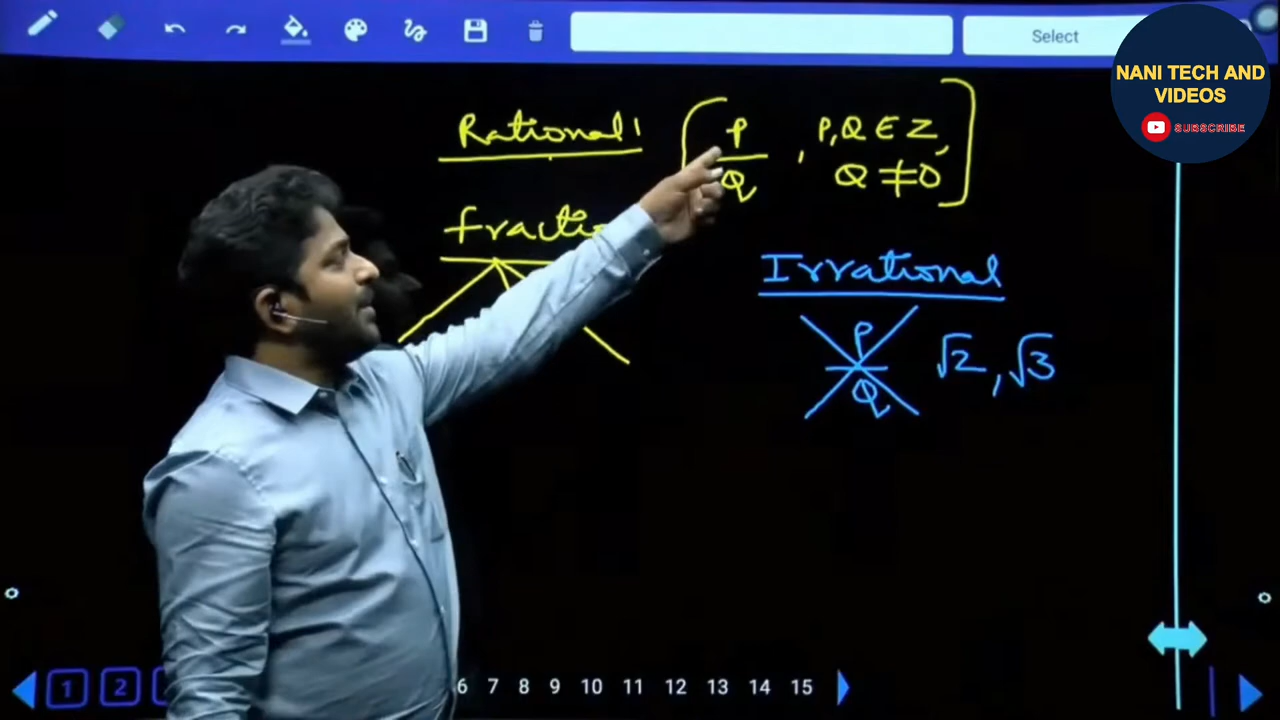 Select
NANI TECH AND
VIDEOS
SUBSCRIBE
Rational
P/Q , P,Q ∈ Z,
Q ≠ 0
fractio
Irrational
P/Q √2, √3
1 2 6 7 8 9 10 11 12 13 14 15